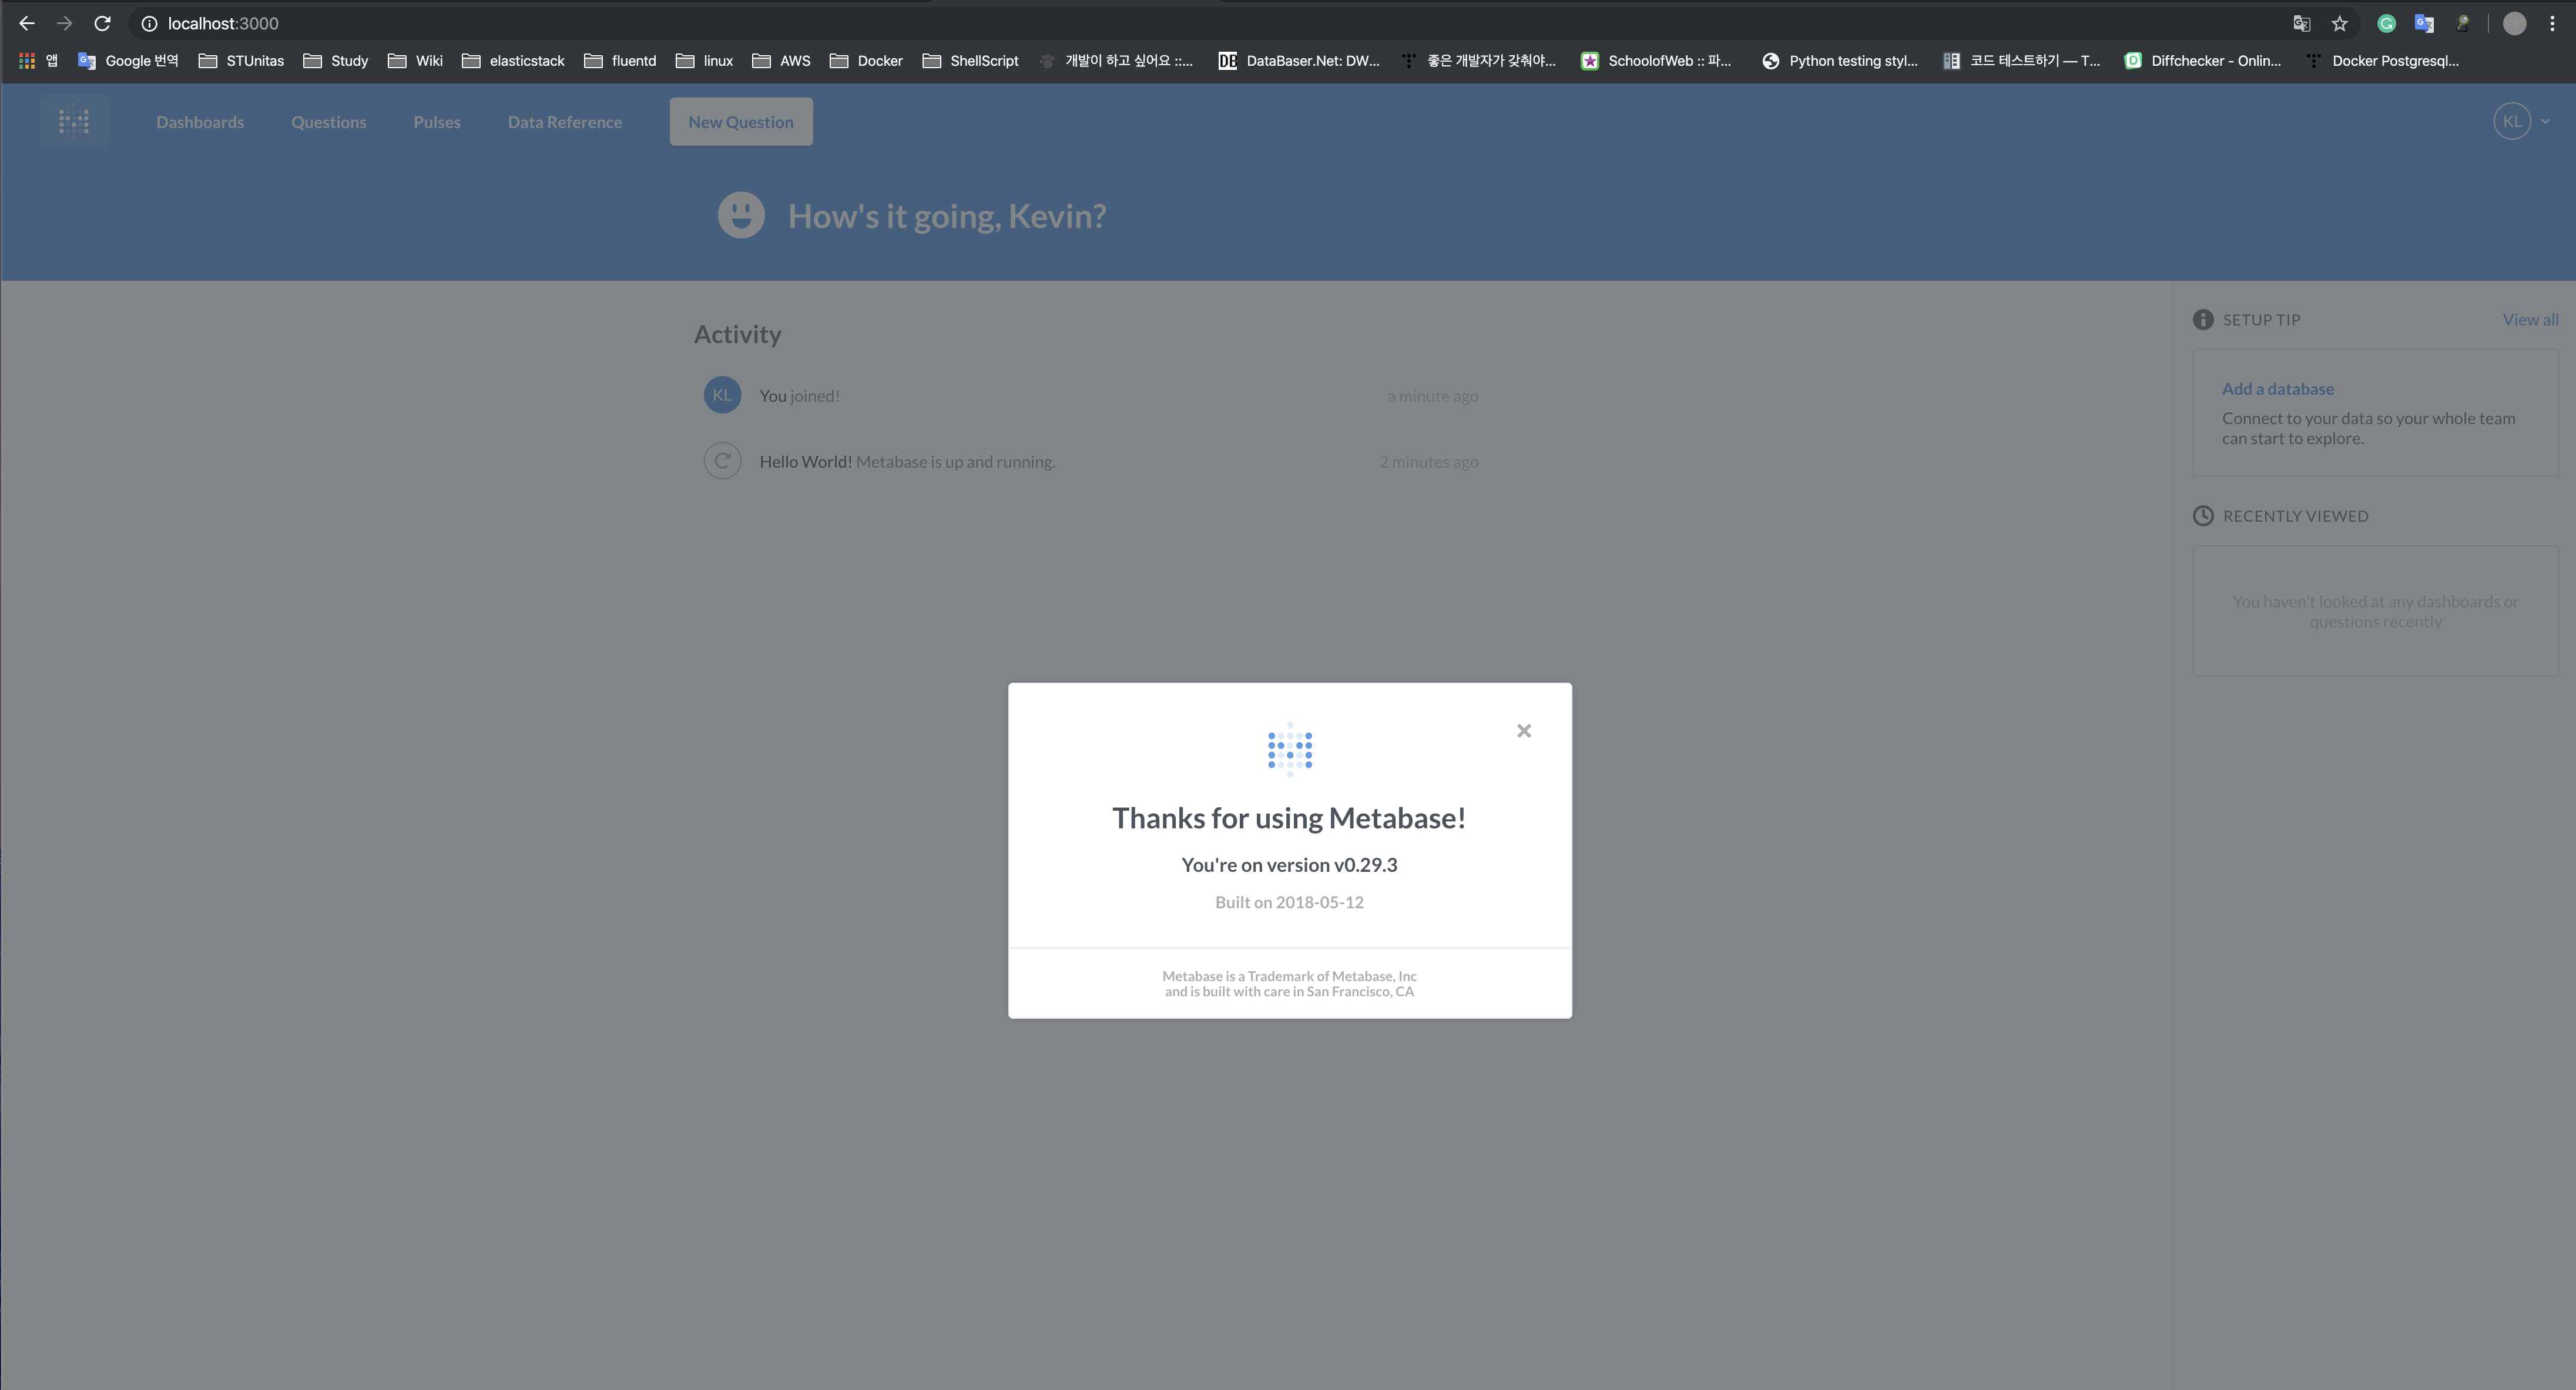 localhost:3000
앱
Google 번역
STUnitas
Study
Wiki
elasticstack
fluentd
linux
AWS
Docker
ShellScript
개발이 하고 싶어요 ::...
DB DataBaser.Net: DW...
좋은 개발자가 갖춰야...
SchoolofWeb :: 파...
Python testing styl...
코드 테스트하기 — T...
Diffchecker - Onlin...
Docker Postgresql...
Dashboards
Questions
Pulses
Data Reference
New Question
KL
How's it going, Kevin?
Activity
KL
You joined!
a minute ago
Hello World! Metabase is up and running.
2 minutes ago
SETUP TIP
View all
Add a database
Connect to your data so your whole team
can start to explore.
RECENTLY VIEWED
You haven't looked at any dashboards or
questions recently
Thanks for using Metabase!
You're on version v0.29.3
Built on 2018-05-12
Metabase is a Trademark of Metabase, Inc
and is built with care in San Francisco, CA